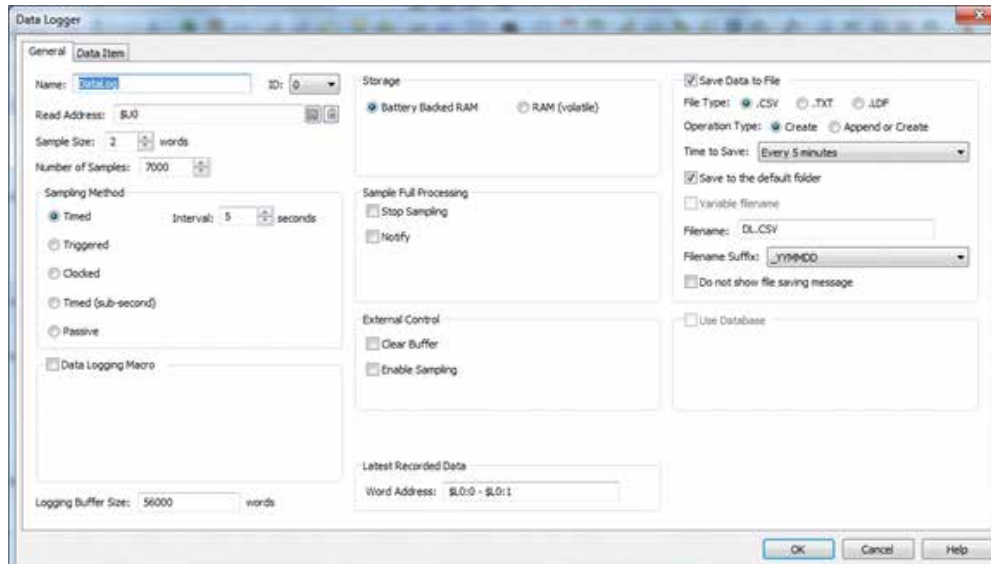 Data Logger
General Data Item
Name: DataLog ID: 0
Read Address: $U0
Sample Size: 2 words
Number of Samples: 7000
Sampling Method
Timed Interval: 5 seconds
Triggered
Clocked
Timed (sub-second)
Passive
Data Logging Macro
Logging Buffer Size: 56000 words
Storage
Battery Backed RAM RAM (volatile)
Sample Full Processing
Stop Sampling
Notify
External Control
Clear Buffer
Enable Sampling
Latest Recorded Data
Word Address: $L0:0 - $L0:1
Save Data to File
File Type: .CSV .TXT .LDF
Operation Type: Create Append or Create
Time to Save: Every 5 minutes
Save to the default folder
Variable filename
Filename: DL.CSV
Filename Suffix: _YYMMDD
Do not show file saving message
Use Database
OK Cancel Help